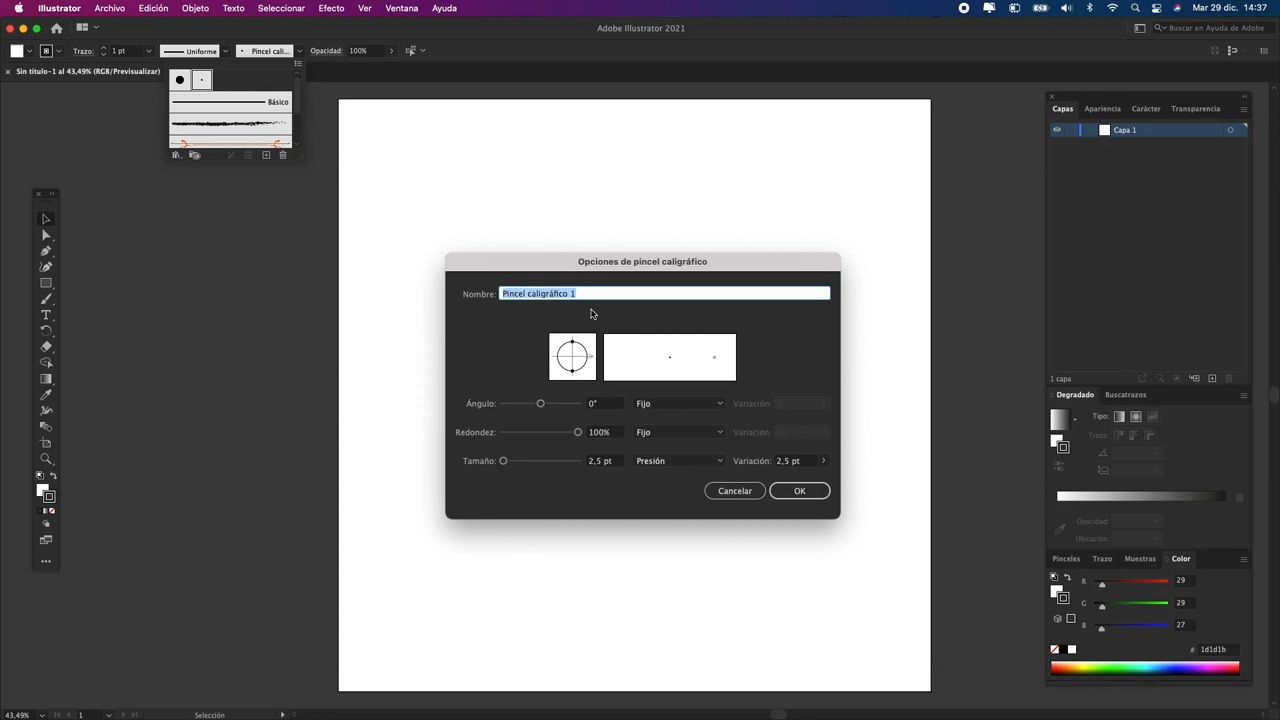 Illustrator Archivo Edición Objeto Texto Seleccionar Efecto Ver Ventana Ayuda Mar 29 dic. 14:37
Adobe Illustrator 2021 Buscar en Ayuda de Adobe
Trazo: 1 pt Uniforme Pincel cali... Opacidad: 100%
× Sin título-1 al 43,49% (RGB/Previsualizar)
Básico
Capas Apariencia Carácter Transparencia
Capa 1
Opciones de pincel caligráfico
Nombre: Pincel caligráfico 1
1 capa
Degradado Buscatrazos
Tipo:
Trazo:
Ángulo: 0° Fijo Variación: 0°
Redondez: 100% Fijo Variación:
Tamaño: 2,5 pt Presión Variación: 2,5 pt
Cancelar OK
Opacidad:
Ubicación:
Pinceles Trazo Muestras Color
R 29
G 29
B 27
# 1d1d1b
43,49% 1 Selección